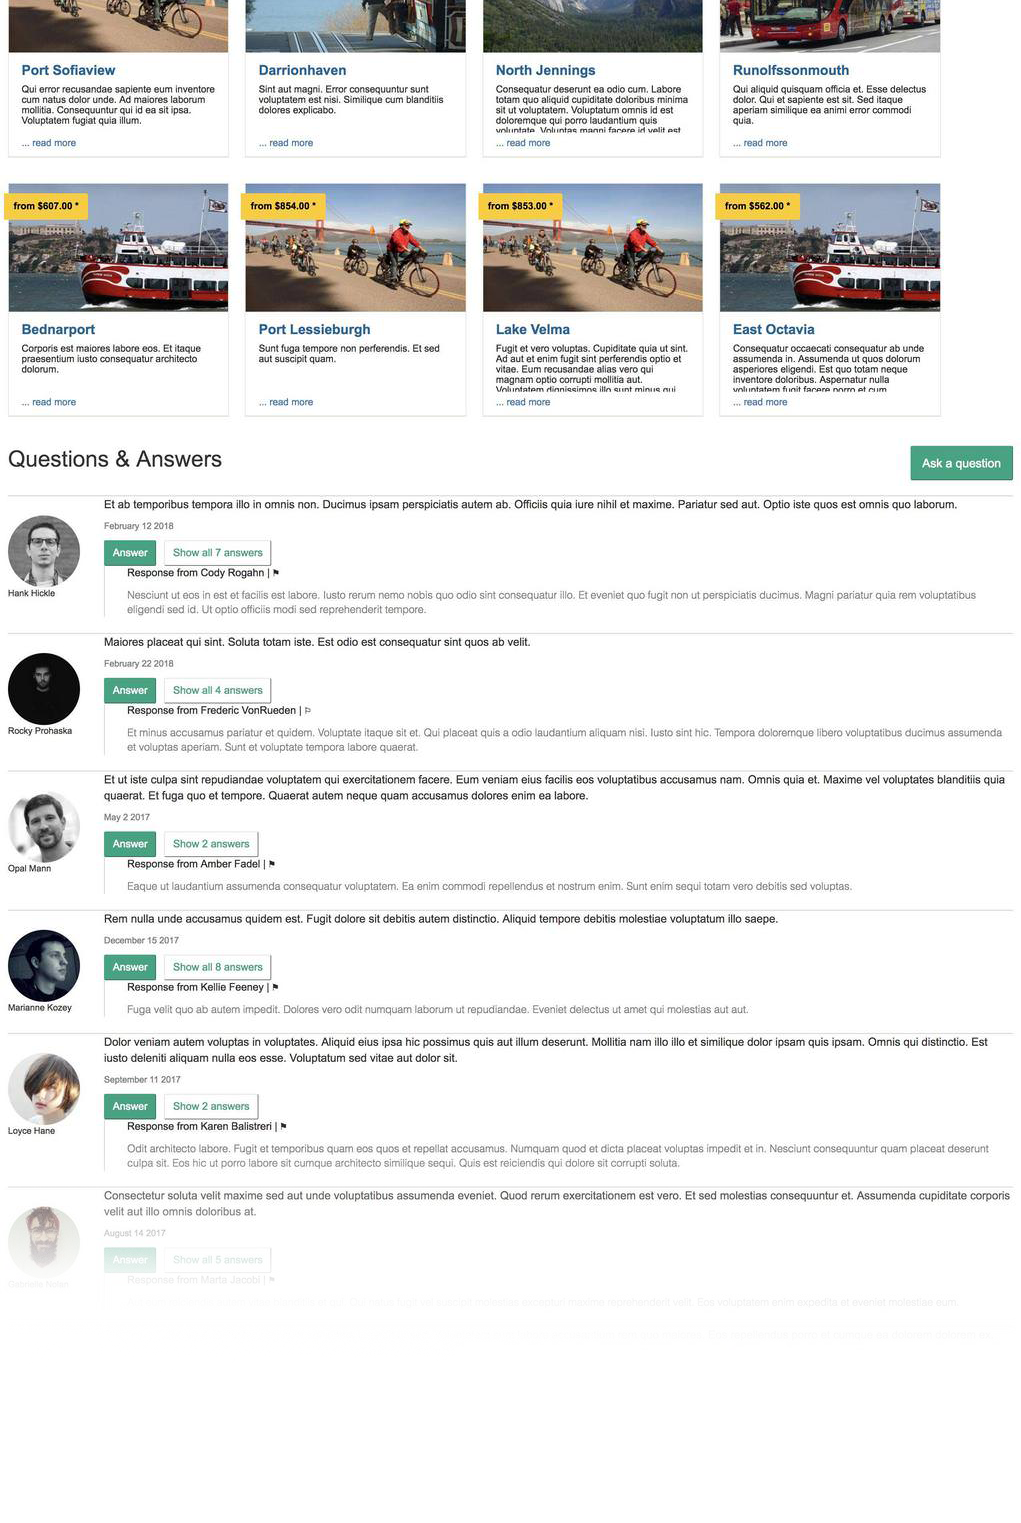 Port Sofiaview
Qui error recusandae sapiente eum inventore
cum natus dolor unde. Ad maiores laborum
mollitia. Consequuntur qui id ea sit ipsa.
Voluptatem fugiat quia illum.
... read more
Darrionhaven
Sint aut magni. Error consequuntur sunt
voluptatem est nisi. Similique cum blanditiis
dolores explicabo.
... read more
North Jennings
Consequatur deserunt ea odio cum. Labore
totam quo aliquid cupiditate doloribus minima
sit ut voluptatem. Voluptatum omnis id est
doloremque qui porro laudantium quis
voluptate. Voluptas magni facere id velit est
... read more
Runolfssonmouth
Qui aliquid quisquam officia et. Esse delectus
dolor. Qui et sapiente est sit. Sed itaque
aperiam similique ea animi error commodi
quia.
... read more
from $607.00 *
Bednarport
Corporis est maiores labore eos. Et itaque
praesentium iusto consequatur architecto
dolorum.
... read more
from $854.00 *
Port Lessieburgh
Sunt fuga tempore non perferendis. Et sed
aut suscipit quam.
... read more
from $853.00 *
Lake Velma
Fugit et vero voluptas. Cupiditate quia ut sint.
Ad aut et enim fugit sint perferendis optio et
vitae. Eum recusandae alias vero qui
magnam optio corrupti mollitia aut.
Voluptatem dignissimos illo sunt minus qui
... read more
from $562.00 *
East Octavia
Consequatur occaecati consequatur ab unde
assumenda in. Assumenda ut quos dolorum
asperiores eligendi. Est quo totam neque
inventore doloribus. Aspernatur nulla
voluptatem fugit facere porro et cum
... read more
Questions & Answers
Ask a question
Et ab temporibus tempora illo in omnis non. Ducimus ipsam perspiciatis autem ab. Officiis quia iure nihil et maxime. Pariatur sed aut. Optio iste quos est omnis quo laborum.
February 12 2018
Answer
Show all 7 answers
Hank Hickle
Response from Cody Rogahn | ⚑
Nesciunt ut eos in est et facilis est labore. Iusto rerum nemo nobis quo odio sint consequatur illo. Et eveniet quo fugit non ut perspiciatis ducimus. Magni pariatur quia rem voluptatibus
eligendi sed id. Ut optio officiis modi sed reprehenderit tempore.
Maiores placeat qui sint. Soluta totam iste. Est odio est consequatur sint quos ab velit.
February 22 2018
Answer
Show all 4 answers
Rocky Prohaska
Response from Frederic VonRueden | ⚐
Et minus accusamus pariatur et quidem. Voluptate itaque sit et. Qui placeat quis a odio laudantium aliquam nisi. Iusto sint hic. Tempora doloremque libero voluptatibus ducimus assumenda
et voluptas aperiam. Sunt et voluptate tempora labore quaerat.
Et ut iste culpa sint repudiandae voluptatem qui exercitationem facere. Eum veniam eius facilis eos voluptatibus accusamus nam. Omnis quia et. Maxime vel voluptates blanditiis quia
quaerat. Et fuga quo et tempore. Quaerat autem neque quam accusamus dolores enim ea labore.
May 2 2017
Answer
Show 2 answers
Opal Mann
Response from Amber Fadel | ⚑
Eaque ut laudantium assumenda consequatur voluptatem. Ea enim commodi repellendus et nostrum enim. Sunt enim sequi totam vero debitis sed voluptas.
Rem nulla unde accusamus quidem est. Fugit dolore sit debitis autem distinctio. Aliquid tempore debitis molestiae voluptatum illo saepe.
December 15 2017
Answer
Show all 8 answers
Marianne Kozey
Response from Kellie Feeney | ⚑
Fuga velit quo ab autem impedit. Dolores vero odit numquam laborum ut repudiandae. Eveniet delectus ut amet qui molestias aut aut.
Dolor veniam autem voluptas in voluptates. Aliquid eius ipsa hic possimus quis aut illum deserunt. Mollitia nam illo illo et similique dolor ipsam quis ipsam. Omnis qui distinctio. Est
iusto deleniti aliquam nulla eos esse. Voluptatum sed vitae aut dolor sit.
September 11 2017
Answer
Show 2 answers
Loyce Hane
Response from Karen Balistreri | ⚑
Odit architecto labore. Fugit et temporibus quam eos quos et repellat accusamus. Numquam quod et dicta placeat voluptas impedit et in. Nesciunt consequuntur quam placeat deserunt
culpa sit. Eos hic ut porro labore sit cumque architecto similique sequi. Quis est reiciendis qui dolore sit corrupti soluta.
Consectetur soluta velit maxime sed aut unde voluptatibus assumenda eveniet. Quod rerum exercitationem est vero. Et sed molestias consequuntur et. Assumenda cupiditate corporis
velit aut illo omnis doloribus at.
August 14 2017
Answer
Show all 5 answers
Response from Marta Jacobi | ⚑